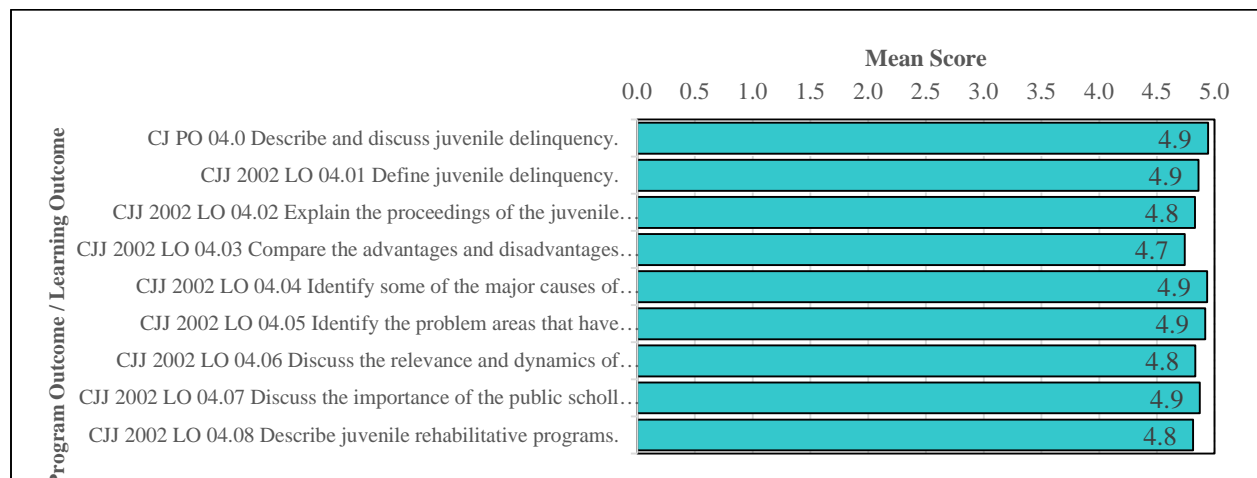 Mean Score
0.0 0.5 1.0 1.5 2.0 2.5 3.0 3.5 4.0 4.5 5.0
Program Outcome / Learning Outcome
CJ PO 04.0 Describe and discuss juvenile delinquency. 4.9
CJJ 2002 LO 04.01 Define juvenile delinquency. 4.9
CJJ 2002 LO 04.02 Explain the proceedings of the juvenile… 4.8
CJJ 2002 LO 04.03 Compare the advantages and disadvantages… 4.7
CJJ 2002 LO 04.04 Identify some of the major causes of… 4.9
CJJ 2002 LO 04.05 Identify the problem areas that have… 4.9
CJJ 2002 LO 04.06 Discuss the relevance and dynamics of… 4.8
CJJ 2002 LO 04.07 Discuss the importance of the public scholl… 4.9
CJJ 2002 LO 04.08 Describe juvenile rehabilitative programs. 4.8